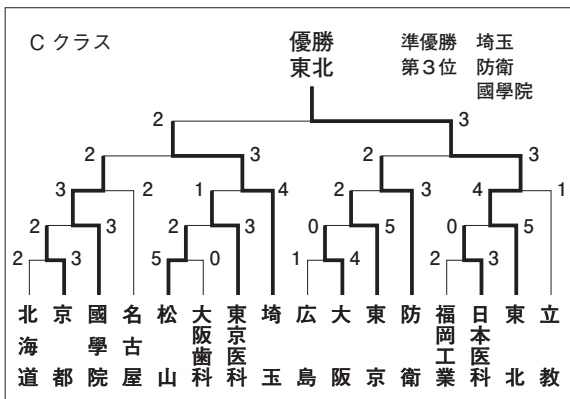 Cクラス
優勝
東北
準優勝 埼玉
第3位 防衛
國學院
2 3
2 3 2 3
3 2 1 4 2 3 4 1
2 3 2 3 0 5 0 5
2 3 5 0 1 4 2 3
北海道
京都
國學院
名古屋
松山
大阪歯科
東京医科
埼玉
広島
大阪
東京
防衛
福岡工業
日本医科
東北
立教